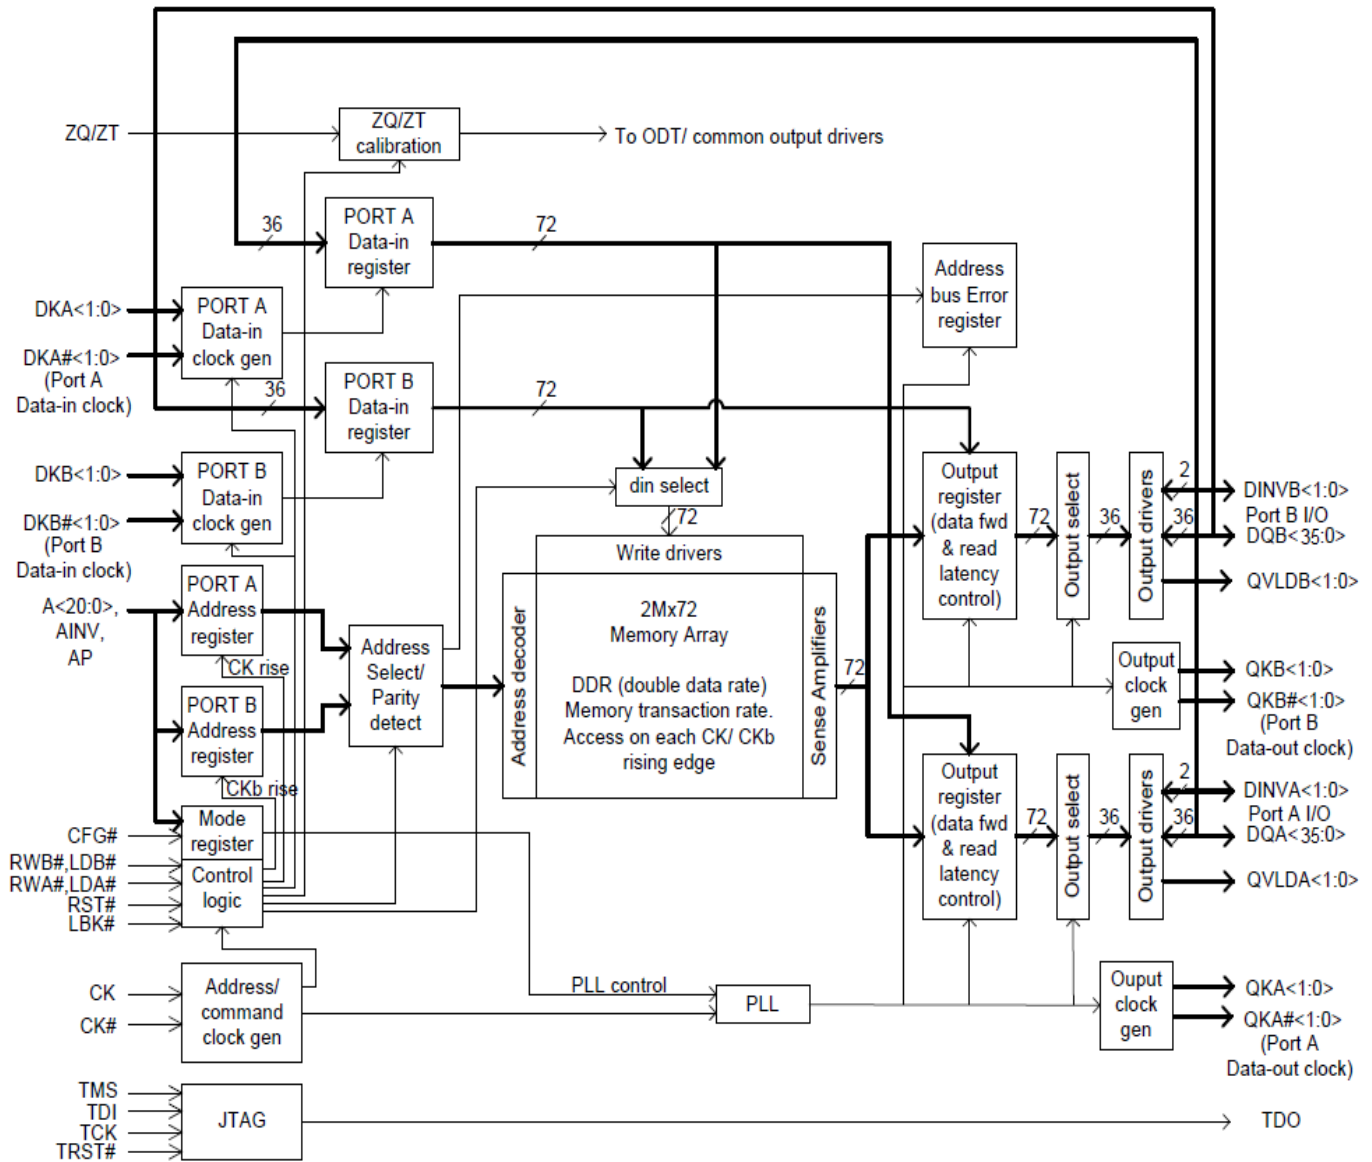 ZQ/ZT
ZQ/ZT
calibration
To ODT/ common output drivers
36
PORT A
Data-in
register
72
Address
bus Error
register
DKA<1:0>
DKA#<1:0>
(Port A
Data-in clock)
PORT A
Data-in
clock gen
36
PORT B
Data-in
register
72
DKB<1:0>
DKB#<1:0>
(Port B
Data-in clock)
PORT B
Data-in
clock gen
din select
72
Output
register
(data fwd
& read
latency
control)
72
Output select
36
Output drivers
2
36
DINVB<1:0>
Port B I/O
DQB<35:0>
QVLDB<1:0>
A<20:0>,
AINV,
AP
PORT A
Address
register
CK rise
PORT B
Address
register
CKb rise
Address
Select/
Parity
detect
Write drivers
Address decoder
2Mx72
Memory Array
DDR (double data rate)
Memory transaction rate.
Access on each CK/ CKb
rising edge
Sense Amplifiers
72
Output
clock
gen
QKB<1:0>
QKB#<1:0>
(Port B
Data-out clock)
Output
register
(data fwd
& read
latency
control)
72
Output select
36
Output drivers
2
36
DINVA<1:0>
Port A I/O
DQA<35:0>
QVLDA<1:0>
CFG#
RWB#,LDB#
RWA#,LDA#
RST#
LBK#
Mode
register
Control
logic
CK
CK#
Address/
command
clock gen
PLL control
PLL
Ouput
clock
gen
QKA<1:0>
QKA#<1:0>
(Port A
Data-out clock)
TMS
TDI
TCK
TRST#
JTAG
TDO